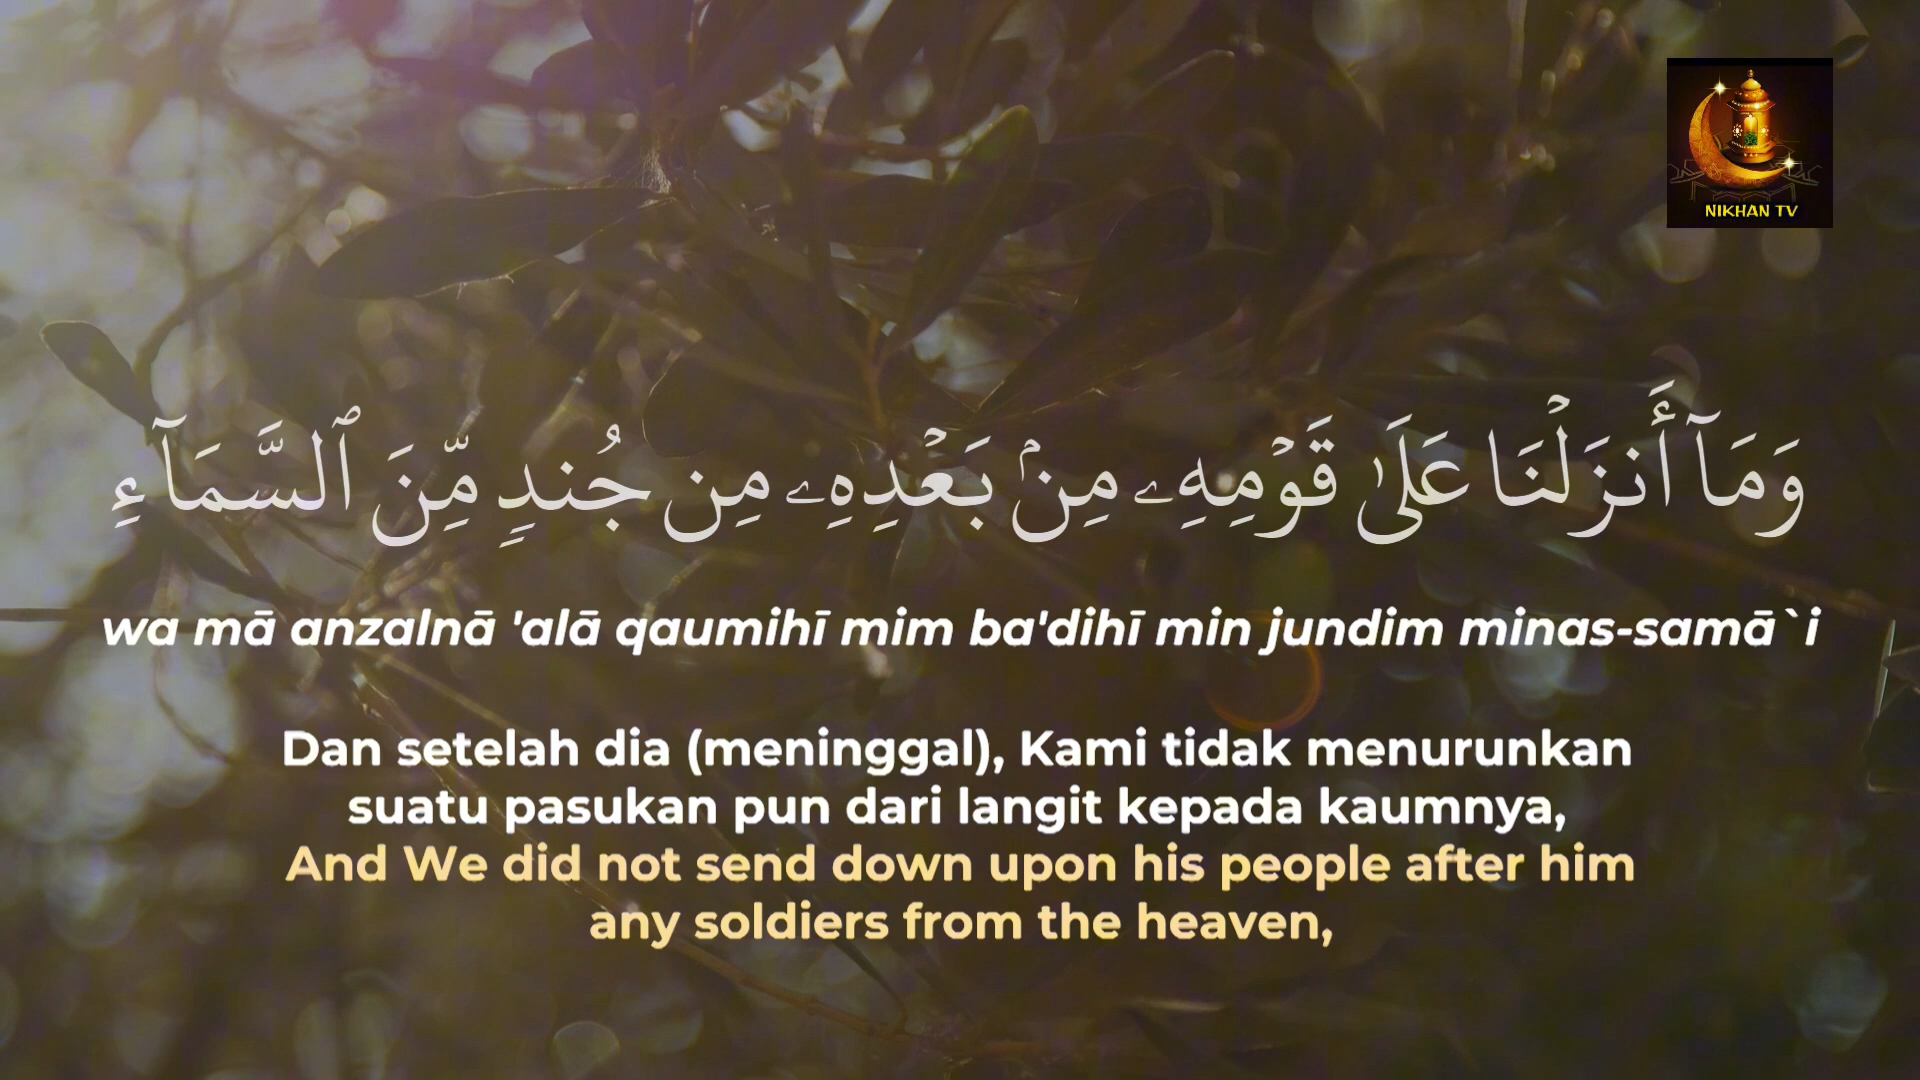 NIKHAN TV
وَمَآ أَنزَلْنَا عَلَىٰ قَوْمِهِۦ مِنۢ بَعْدِهِۦ مِن جُندٍ مِّنَ ٱلسَّمَآءِ
wa mā anzalnā 'alā qaumihī mim ba'dihī min jundim minas-samā`i
Dan setelah dia (meninggal), Kami tidak menurunkan
suatu pasukan pun dari langit kepada kaumnya,
And We did not send down upon his people after him
any soldiers from the heaven,